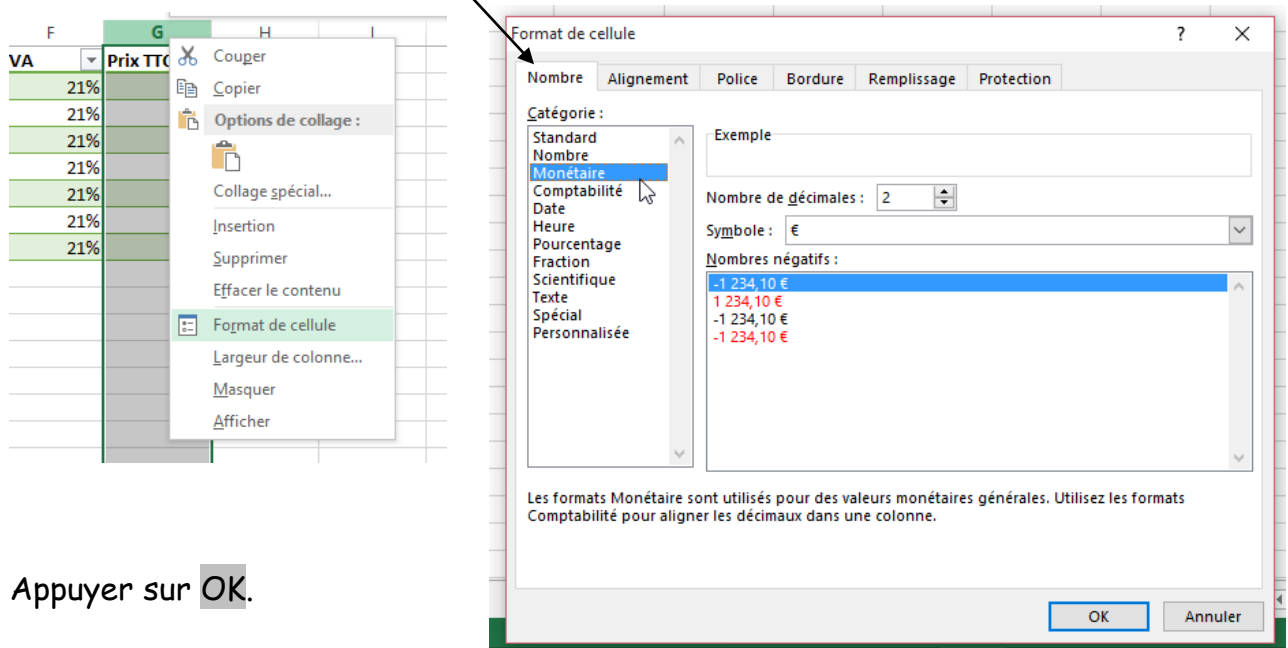 F G H I
VA Prix TTC
21%
21%
21%
21%
21%
21%
21%
Couper
Copier
Options de collage :
Collage spécial...
Insertion
Supprimer
Effacer le contenu
Format de cellule
Largeur de colonne...
Masquer
Afficher
Appuyer sur OK.
Format de cellule ?
Nombre Alignement Police Bordure Remplissage Protection
Catégorie :
Standard
Nombre
Monétaire
Comptabilité
Date
Heure
Pourcentage
Fraction
Scientifique
Texte
Spécial
Personnalisée
Exemple
Nombre de décimales : 2
Symbole : €
Nombres négatifs :
-1 234,10 €
1 234,10 €
-1 234,10 €
-1 234,10 €
Les formats Monétaire sont utilisés pour des valeurs monétaires générales. Utilisez les formats
Comptabilité pour aligner les décimaux dans une colonne.
OK Annuler